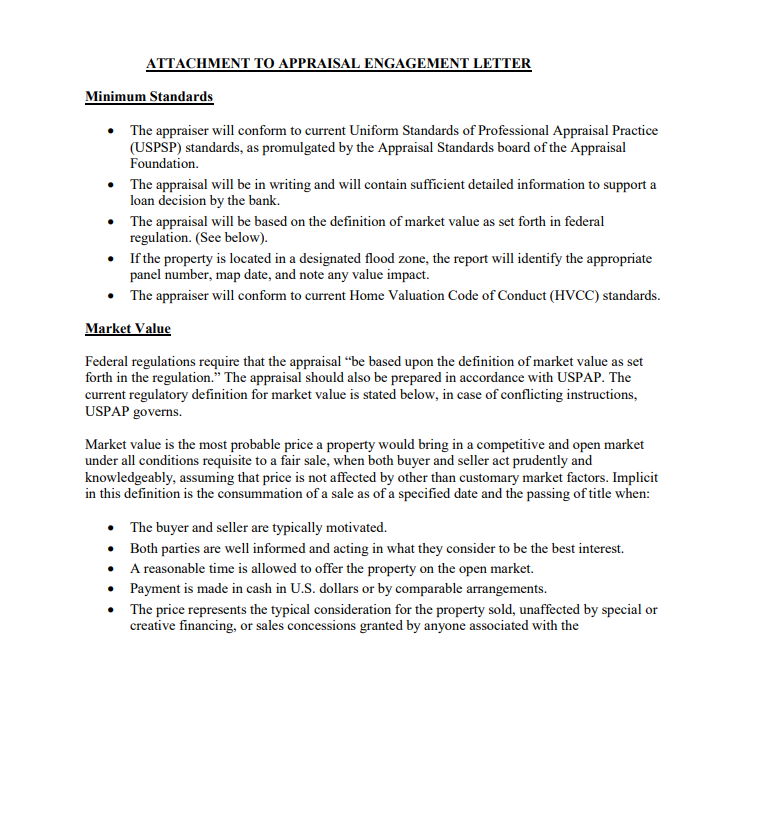 ATTACHMENT TO APPRAISAL ENGAGEMENT LETTER
Minimum Standards
• The appraiser will conform to current Uniform Standards of Professional Appraisal Practice
(USPSP) standards, as promulgated by the Appraisal Standards board of the Appraisal
Foundation.
• The appraisal will be in writing and will contain sufficient detailed information to support a
loan decision by the bank.
• The appraisal will be based on the definition of market value as set forth in federal
regulation. (See below).
• If the property is located in a designated flood zone, the report will identify the appropriate
panel number, map date, and note any value impact.
• The appraiser will conform to current Home Valuation Code of Conduct (HVCC) standards.
Market Value
Federal regulations require that the appraisal “be based upon the definition of market value as set
forth in the regulation.” The appraisal should also be prepared in accordance with USPAP. The
current regulatory definition for market value is stated below, in case of conflicting instructions,
USPAP governs.
Market value is the most probable price a property would bring in a competitive and open market
under all conditions requisite to a fair sale, when both buyer and seller act prudently and
knowledgeably, assuming that price is not affected by other than customary market factors. Implicit
in this definition is the consummation of a sale as of a specified date and the passing of title when:
• The buyer and seller are typically motivated.
• Both parties are well informed and acting in what they consider to be the best interest.
• A reasonable time is allowed to offer the property on the open market.
• Payment is made in cash in U.S. dollars or by comparable arrangements.
• The price represents the typical consideration for the property sold, unaffected by special or
creative financing, or sales concessions granted by anyone associated with the